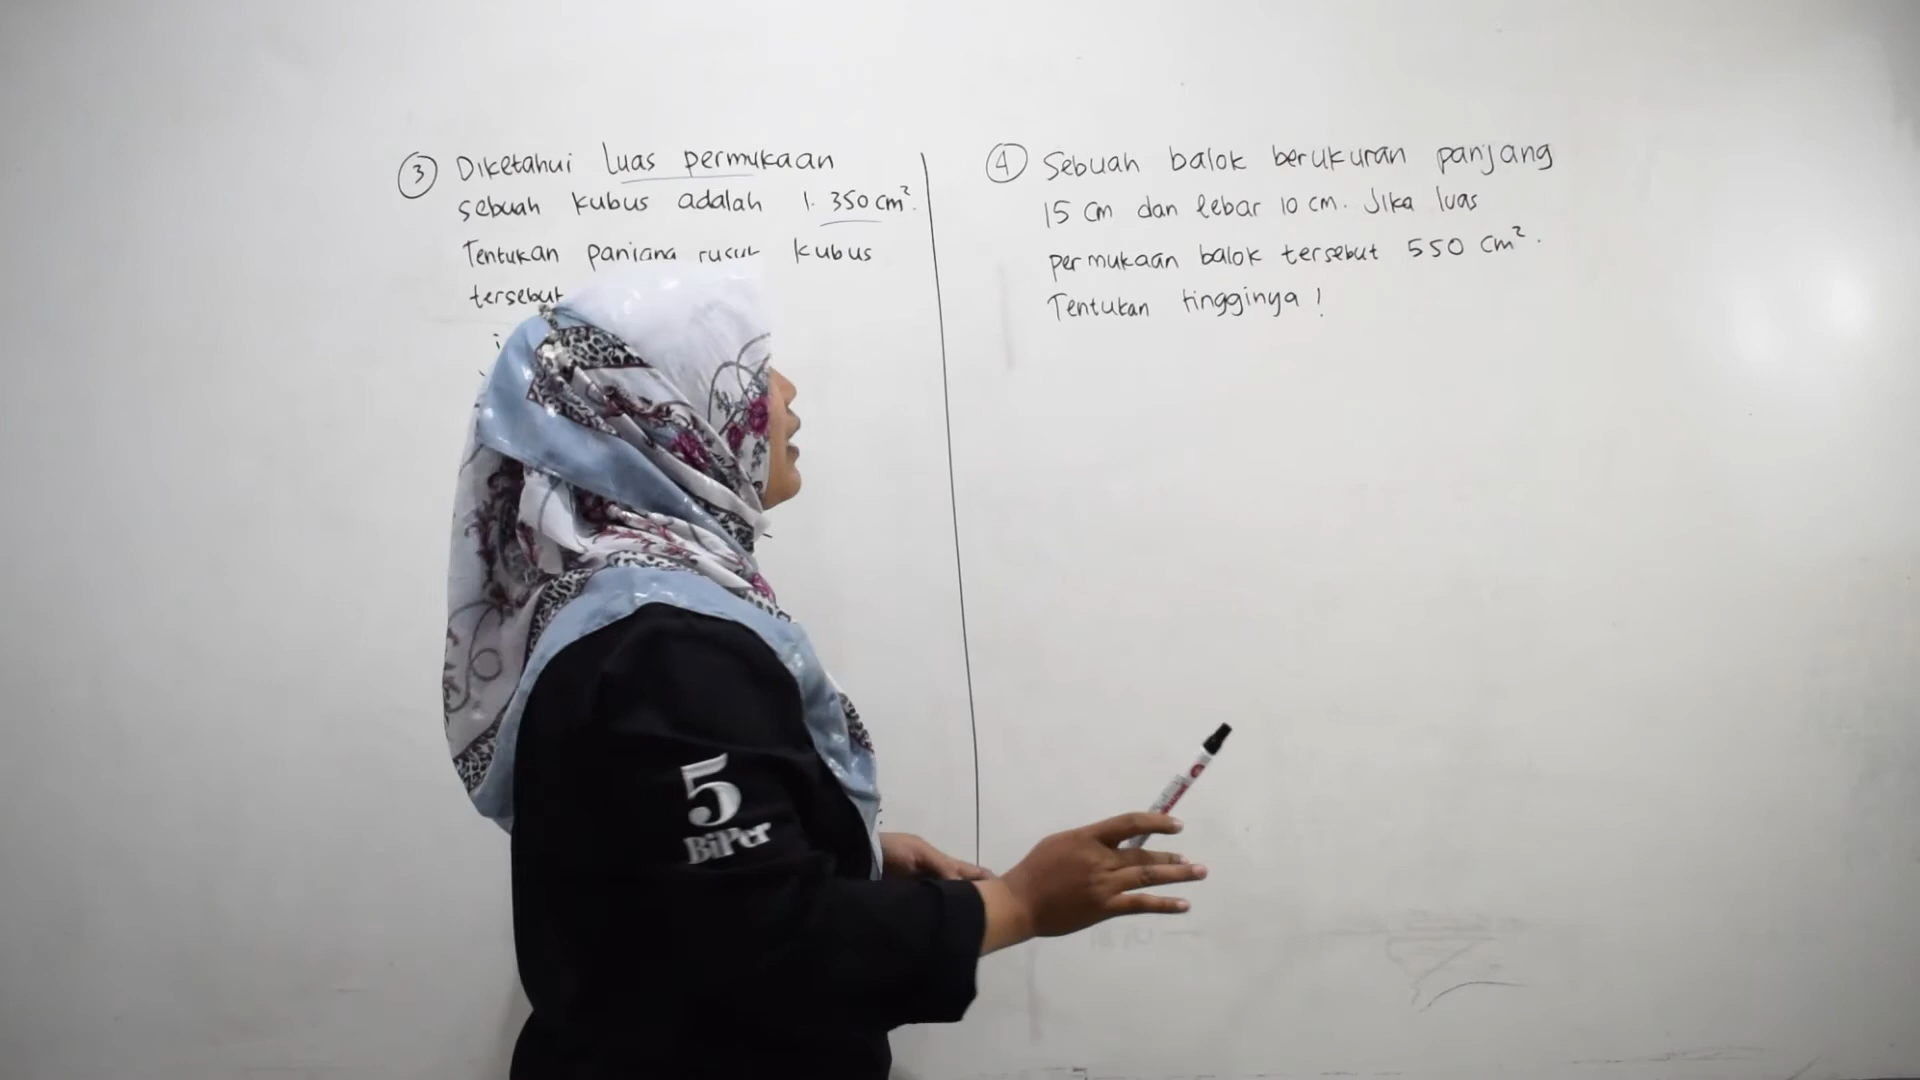 ③ Diketahui luas permukaan
sebuah kubus adalah 1.350 cm².
Tentukan panjang rusuk kubus
tersebut
④ Sebuah balok berukuran panjang
15 cm dan lebar 10 cm. Jika luas
permukaan balok tersebut 550 cm².
Tentukan tingginya !
5
BiPer